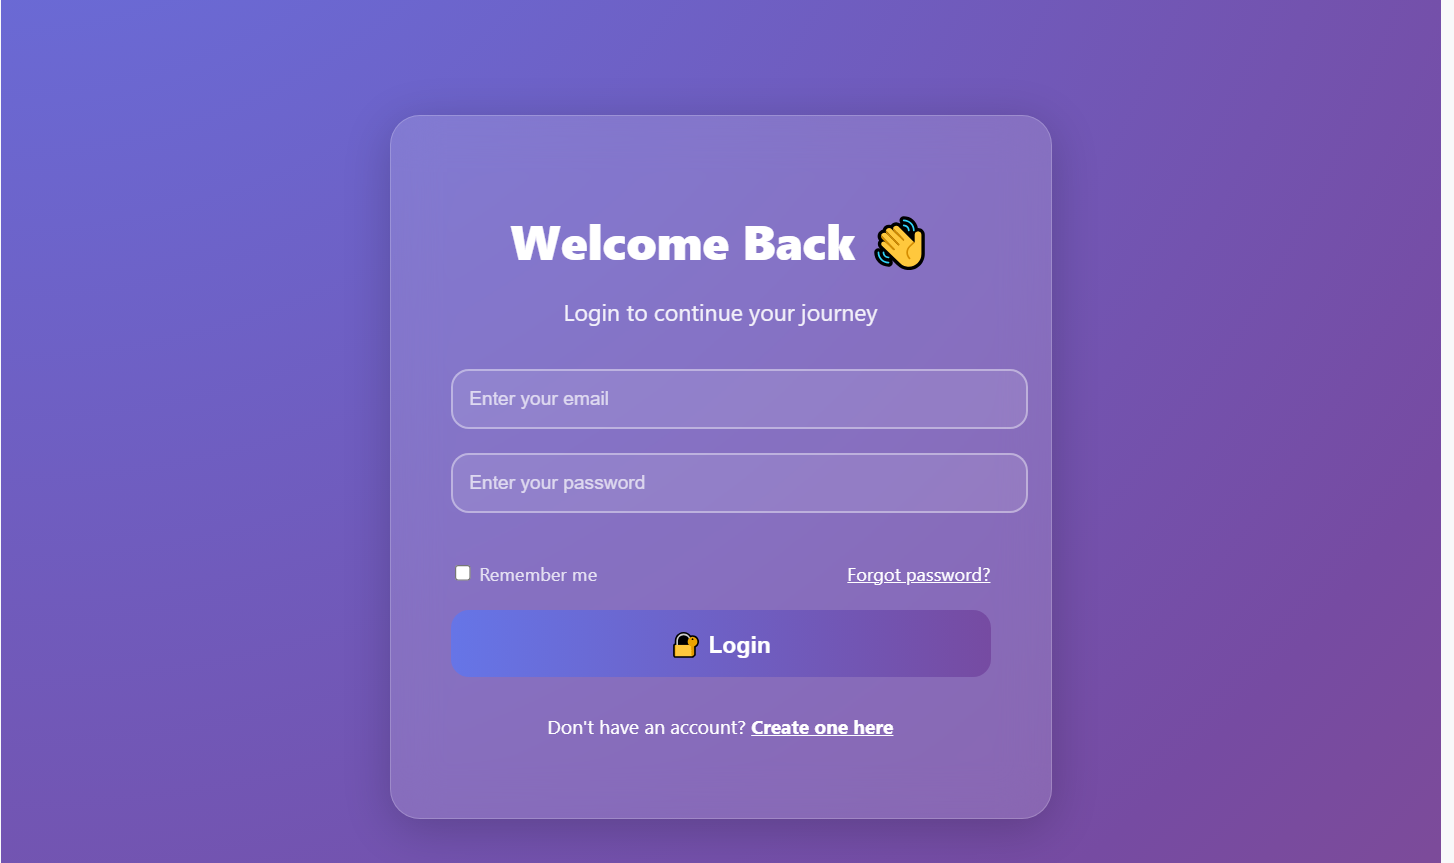 Welcome Back 👋
Login to continue your journey
Enter your email
Enter your password
Remember me
Forgot password?
🔐 Login
Don't have an account? Create one here